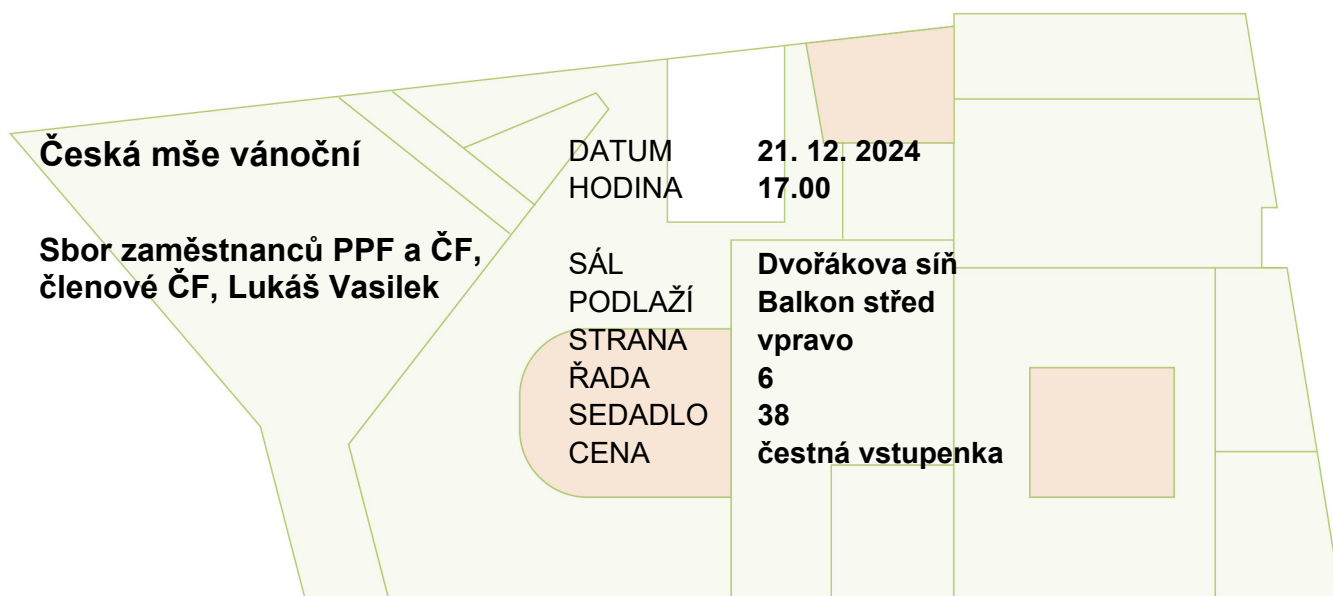 Česká mše vánoční
Sbor zaměstnanců PPF a ČF,
členové ČF, Lukáš Vasilek
DATUM 21. 12. 2024
HODINA 17.00
SÁL Dvořákova síň
PODLAŽÍ Balkon střed
STRANA vpravo
ŘADA 6
SEDADLO 38
CENA čestná vstupenka